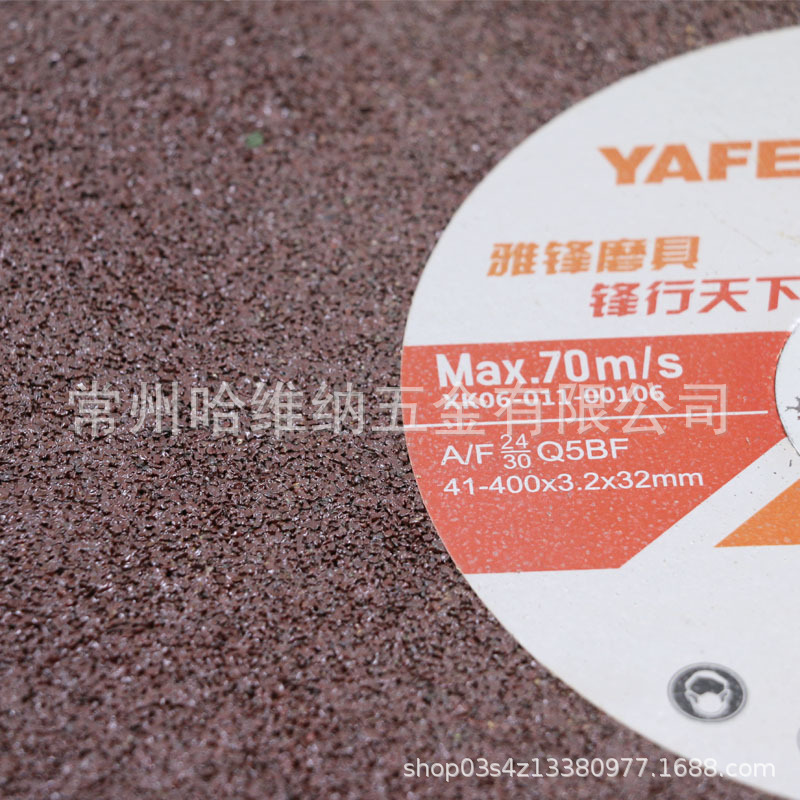 YAFE
雅锋磨具
锋行天下
Max.70m/s
XK06-011-00106
常州哈维纳五金有限公司
A/F 24/30 Q5BF
41-400x3.2x32mm
shop03s4z13380977.1688.com